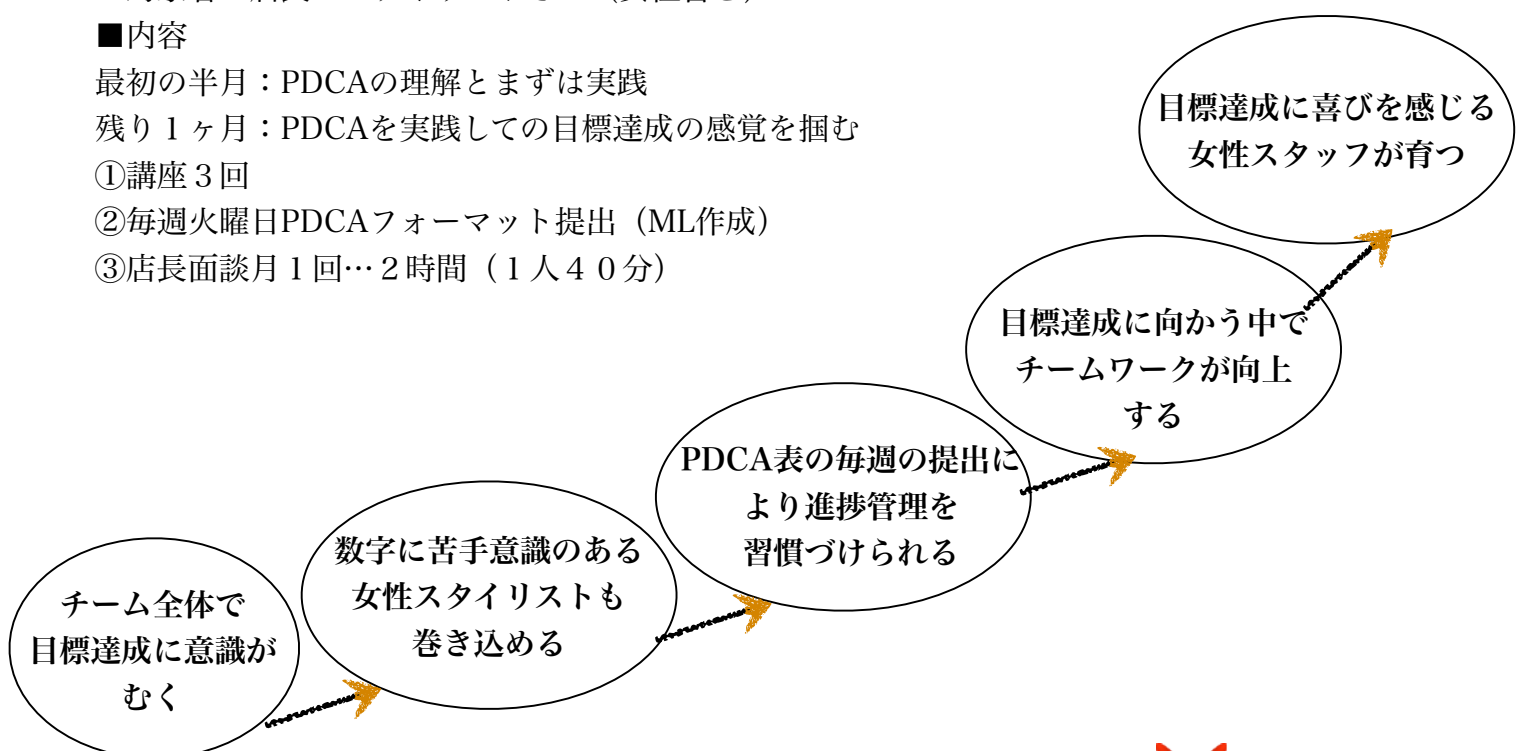 ■内容
最初の半月：PDCAの理解とまずは実践
残り１ヶ月：PDCAを実践しての目標達成の感覚を掴む
①講座３回
②毎週火曜日PDCAフォーマット提出（ML作成）
③店長面談月１回…２時間（１人４０分）
目標達成に喜びを感じる
女性スタッフが育つ
目標達成に向かう中で
チームワークが向上
する
PDCA表の毎週の提出に
より進捗管理を
習慣づけられる
数字に苦手意識のある
女性スタイリストも
巻き込める
チーム全体で
目標達成に意識が
むく